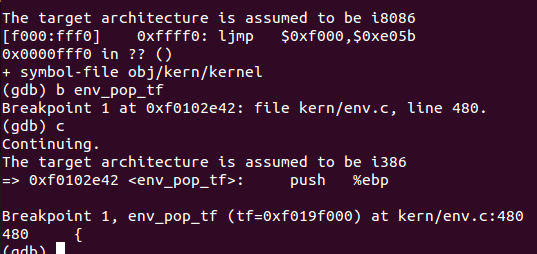 The target architecture is assumed to be i8086
[f000:fff0]    0xffff0: ljmp   $0xf000,$0xe05b
0x0000fff0 in ?? ()
+ symbol-file obj/kern/kernel
(gdb) b env_pop_tf
Breakpoint 1 at 0xf0102e42: file kern/env.c, line 480.
(gdb) c
Continuing.
The target architecture is assumed to be i386
=> 0xf0102e42 <env_pop_tf>:     push   %ebp
Breakpoint 1, env_pop_tf (tf=0xf019f000) at kern/env.c:480
480     {
(gdb)